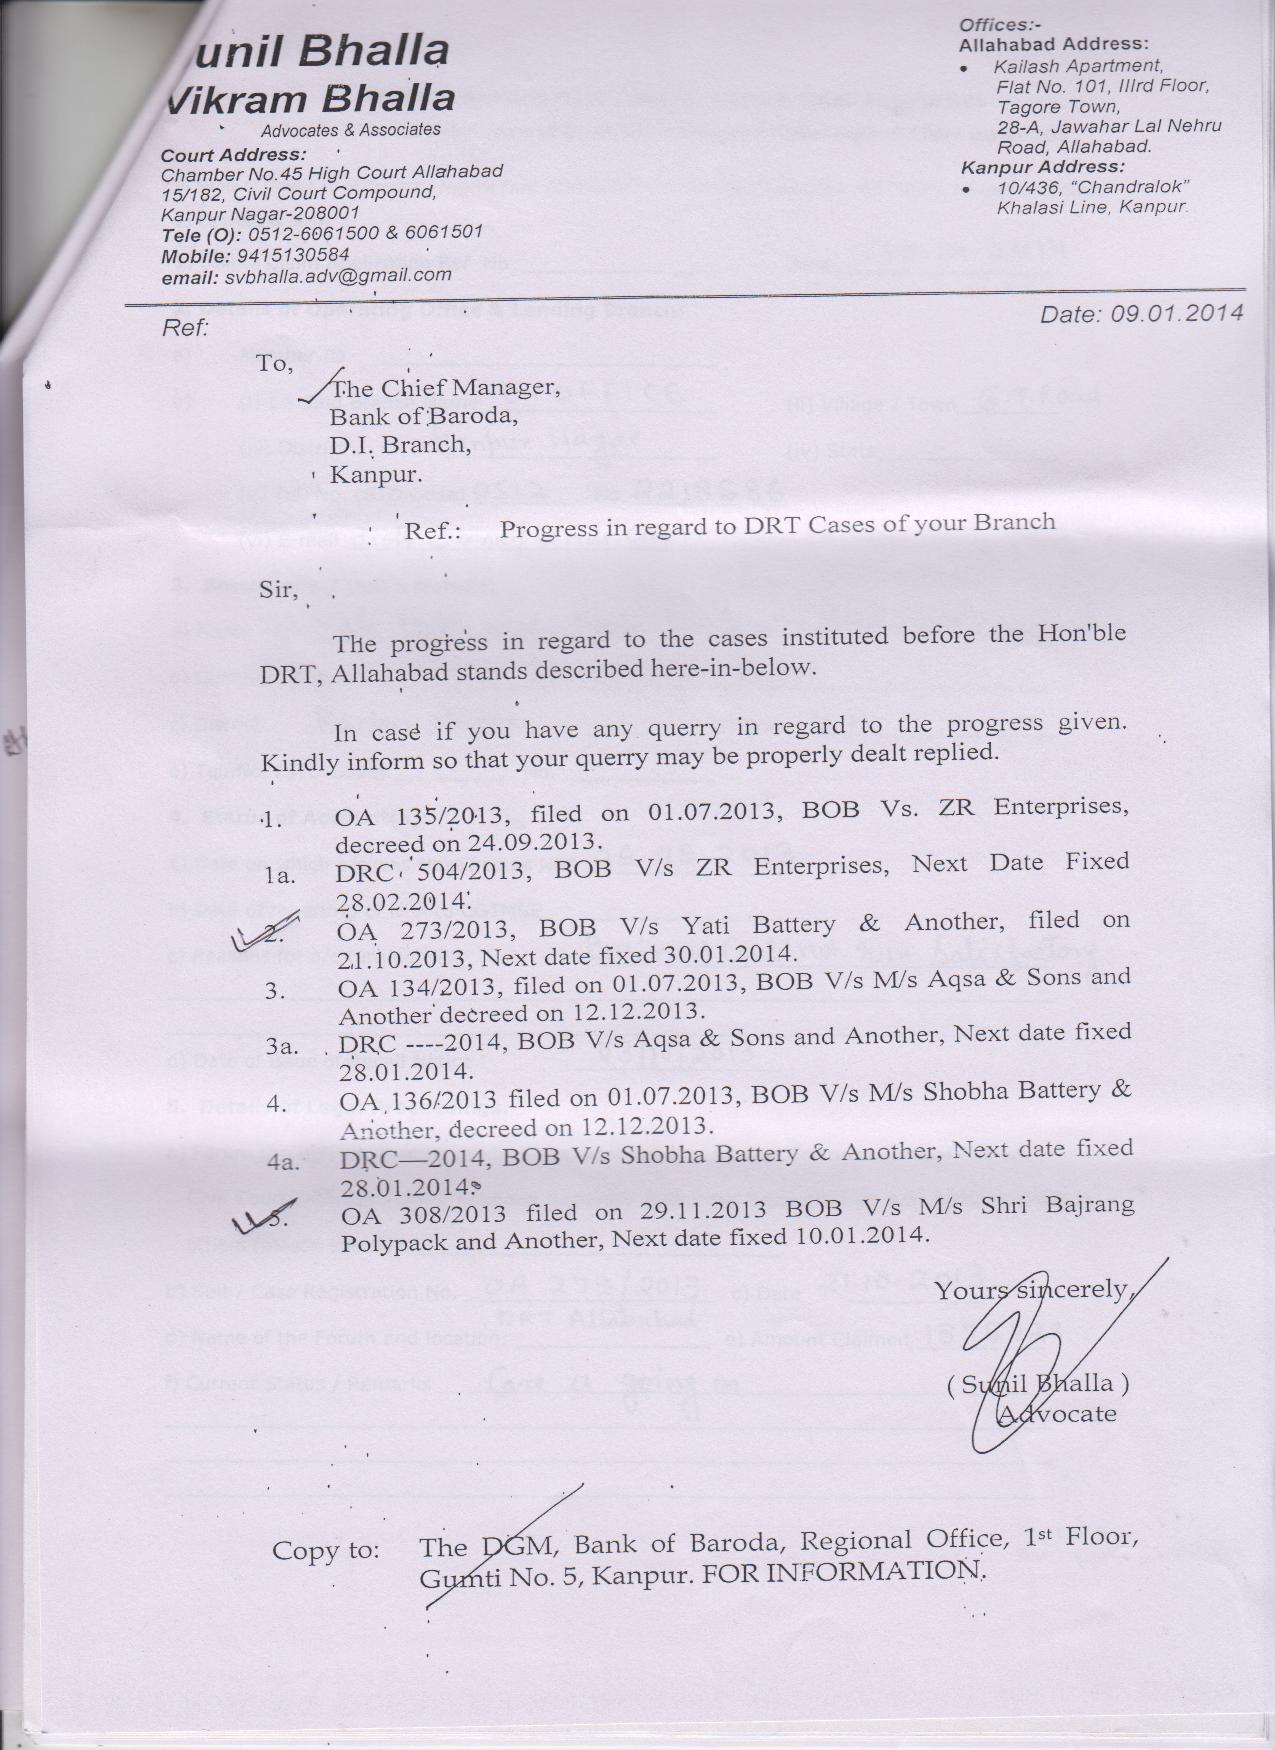 unil Bhalla
Vikram Bhalla
Advocates & Associates
Court Address:
Chamber No.45 High Court Allahabad
15/182, Civil Court Compound,
Kanpur Nagar-208001
Tele (O): 0512-6061500 & 6061501
Mobile: 9415130584
email: svbhalla.adv@gmail.com
Offices:-
Allahabad Address:
• Kailash Apartment,
Flat No. 101, IIIrd Floor,
Tagore Town,
28-A, Jawahar Lal Nehru
Road, Allahabad.
Kanpur Address:
• 10/436, "Chandralok"
Khalasi Line, Kanpur.
Ref:
Date: 09.01.2014
To,
The Chief Manager,
Bank of Baroda,
D.I. Branch,
Kanpur.
Ref.: Progress in regard to DRT Cases of your Branch
Sir,
The progress in regard to the cases instituted before the Hon'ble
DRT, Allahabad stands described here-in-below.
In case if you have any querry in regard to the progress given.
Kindly inform so that your querry may be properly dealt replied.
1. OA 135/2013, filed on 01.07.2013, BOB Vs. ZR Enterprises,
decreed on 24.09.2013.
1a. DRC 504/2013, BOB V/s ZR Enterprises, Next Date Fixed
28.02.2014.
2. OA 273/2013, BOB V/s Yati Battery & Another, filed on
21.10.2013, Next date fixed 30.01.2014.
3. OA 134/2013, filed on 01.07.2013, BOB V/s M/s Aqsa & Sons and
Another decreed on 12.12.2013.
3a. DRC ----2014, BOB V/s Aqsa & Sons and Another, Next date fixed
28.01.2014.
4. OA 136/2013 filed on 01.07.2013, BOB V/s M/s Shobha Battery &
Another, decreed on 12.12.2013.
4a. DRC—2014, BOB V/s Shobha Battery & Another, Next date fixed
28.01.2014.
5. OA 308/2013 filed on 29.11.2013 BOB V/s M/s Shri Bajrang
Polypack and Another, Next date fixed 10.01.2014.
Yours sincerely,
( Sunil Bhalla )
Advocate
Copy to: The DGM, Bank of Baroda, Regional Office, 1st Floor,
Gumti No. 5, Kanpur. FOR INFORMATION.